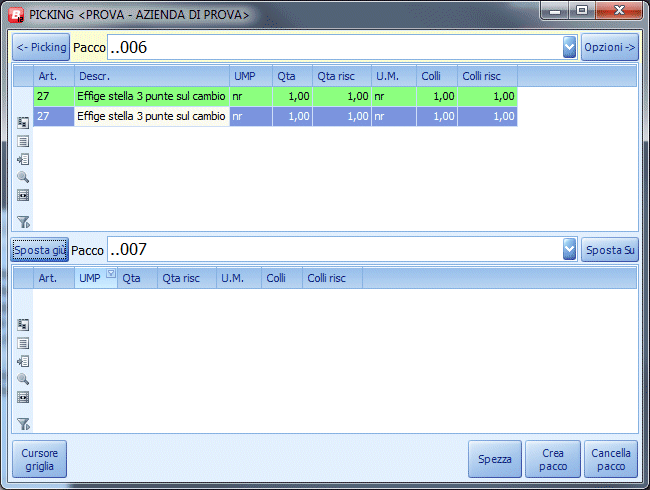 PICKING <PROVA - AZIENDA DI PROVA>
<- Picking Pacco ..006 Opzioni ->
Art. Descr. UMP Qta Qta risc U.M. Colli Colli risc
27 Effige stella 3 punte sul cambio nr 1,00 1,00 nr 1,00 1,00
27 Effige stella 3 punte sul cambio nr 1,00 1,00 nr 1,00 1,00
Sposta giù Pacco ..007 Sposta Su
Art. UMP Qta Qta risc U.M. Colli Colli risc
Cursore griglia Spezza Crea pacco Cancella pacco